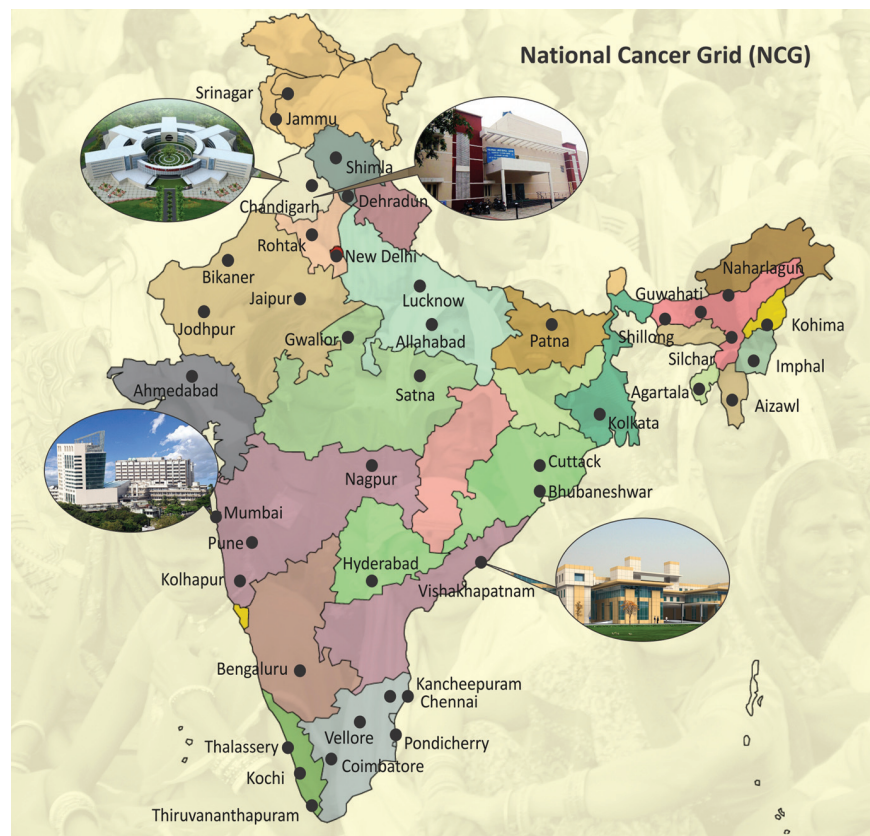 National Cancer Grid (NCG)
Srinagar
Jammu
Shimla
Chandigarh
Dehradun
Rohtak
New Delhi
Bikaner
Naharlagun
Jaipur
Lucknow
Guwahati
Jodhpur
Gwalior
Allahabad
Patna
Shillong
Kohima
Silchar
Imphal
Ahmedabad
Satna
Agartala
Aizawl
Kolkata
Cuttack
Nagpur
Bhubaneshwar
Mumbai
Pune
Hyderabad
Kolhapur
Vishakhapatnam
Bengaluru
Kancheepuram
Chennai
Vellore
Pondicherry
Thalassery
Coimbatore
Kochi
Thiruvananthapuram